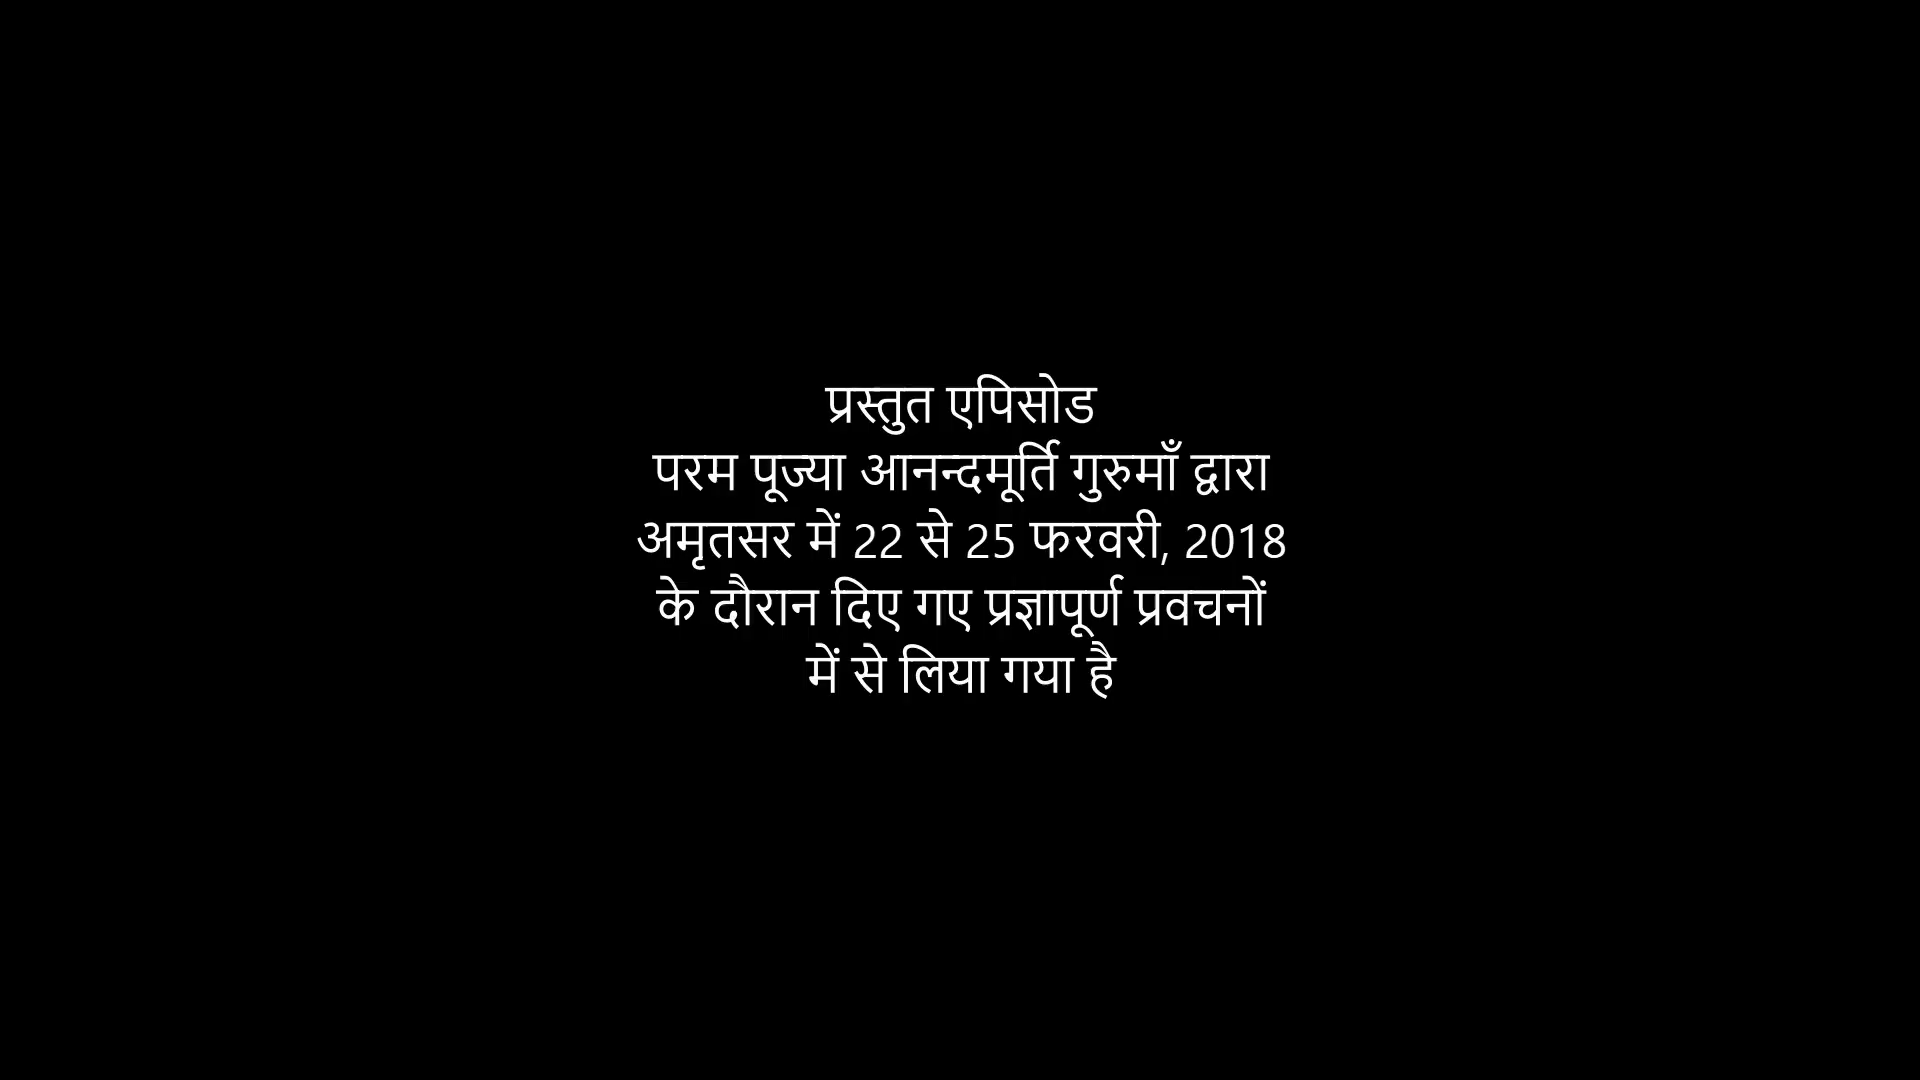 प्रस्तुत एपिसोड
परम पूज्या आनन्दमूर्ति गुरुमाँ द्वारा
अमृतसर में 22 से 25 फरवरी, 2018
के दौरान दिए गए प्रज्ञापूर्ण प्रवचनों
में से लिया गया है